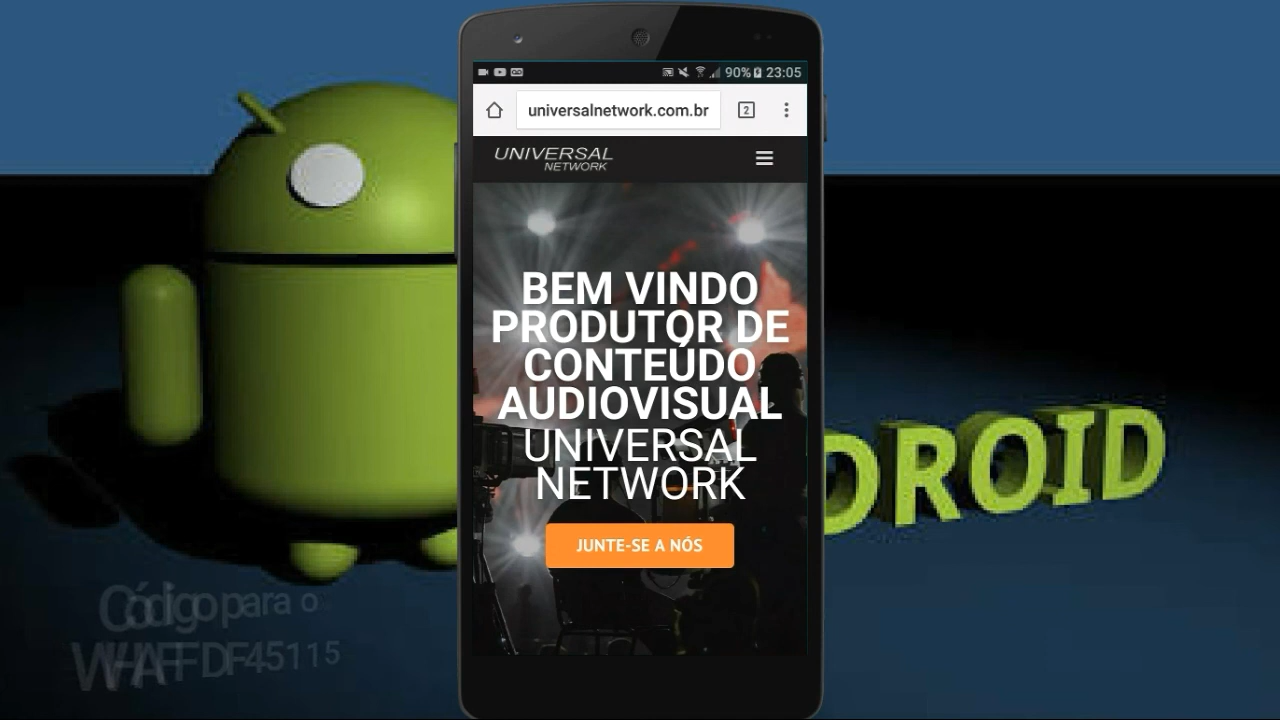 90% 23:05
universalnetwork.com.br
2
UNIVERSAL
NETWORK
BEM VINDO
PRODUTOR DE
CONTEÚDO
AUDIOVISUAL
UNIVERSAL
NETWORK
JUNTE-SE A NÓS
DROID
Código para o